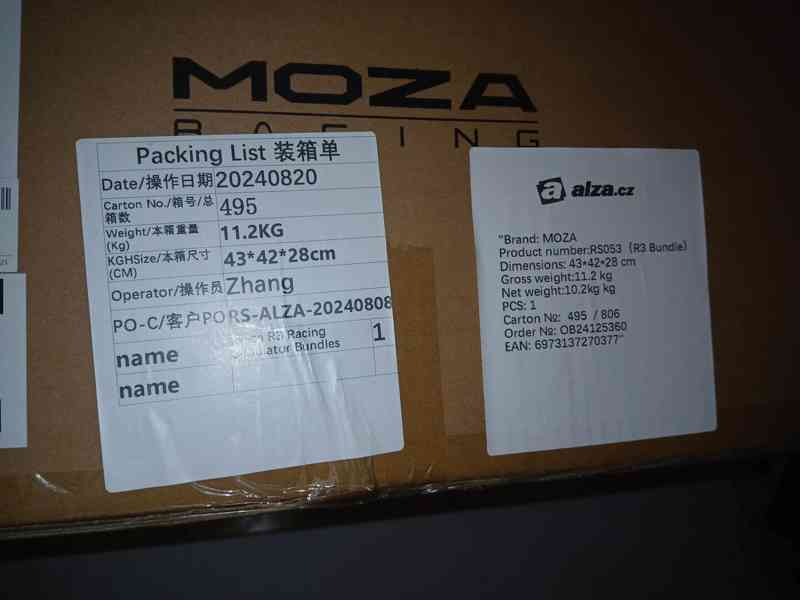 MOZA
RACING
Packing List 装箱单
Date/操作日期 20240820
Carton No./箱号/总箱数 495
Weight/本箱重量 (Kg) 11.2KG
KGHSize/本箱尺寸 (CM) 43*42*28cm
Operator/操作员 Zhang
PO-C/客户PO RS-ALZA-20240808
name R3 Racing 1
Bundles
name
alza.cz
"Brand: MOZA
Product number:RS053（R3 Bundle）
Dimensions: 43*42*28 cm
Gross weight:11.2 kg
Net weight:10.2kg kg
PCS: 1
Carton №: 495 / 806
Order №: OB24125360
EAN: 6973137270377"